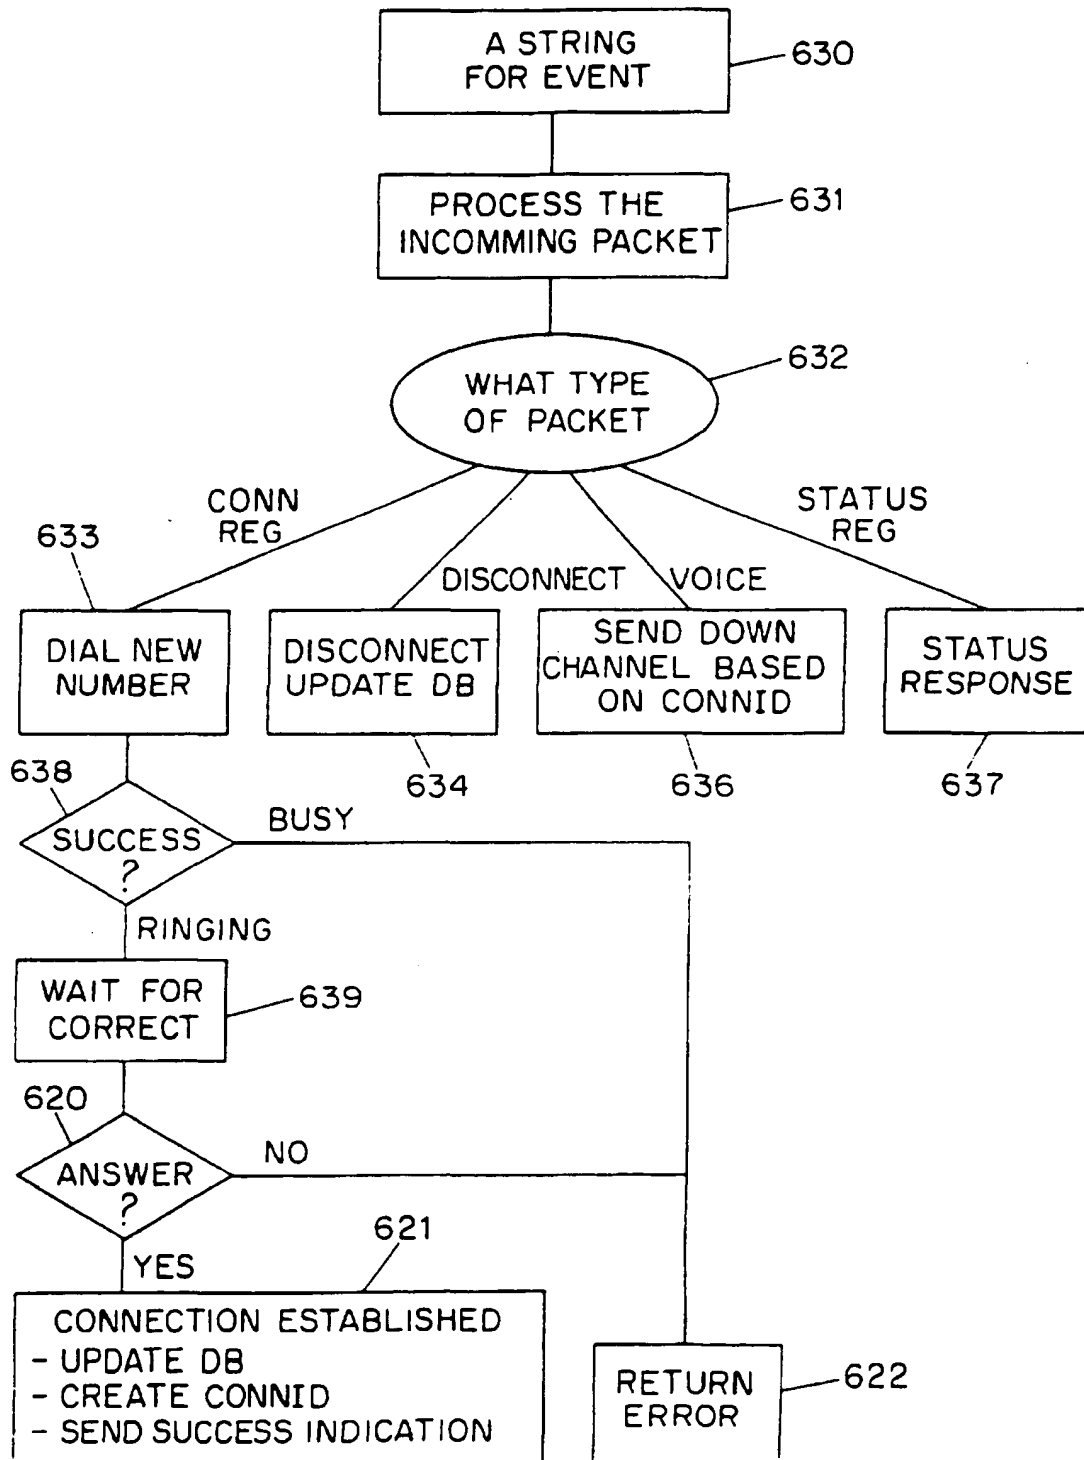 A STRING
FOR EVENT
630
PROCESS THE
INCOMMING PACKET
631
WHAT TYPE
OF PACKET
632
CONN
REG
STATUS
REG
633
DISCONNECT
VOICE
DIAL NEW
NUMBER
DISCONNECT
UPDATE DB
SEND DOWN
CHANNEL BASED
ON CONNID
STATUS
RESPONSE
634
636
637
638
SUCCESS
?
BUSY
RINGING
WAIT FOR
CORRECT
639
620
ANSWER
?
NO
YES
621
CONNECTION ESTABLISHED
- UPDATE DB
- CREATE CONNID
- SEND SUCCESS INDICATION
RETURN
ERROR
622